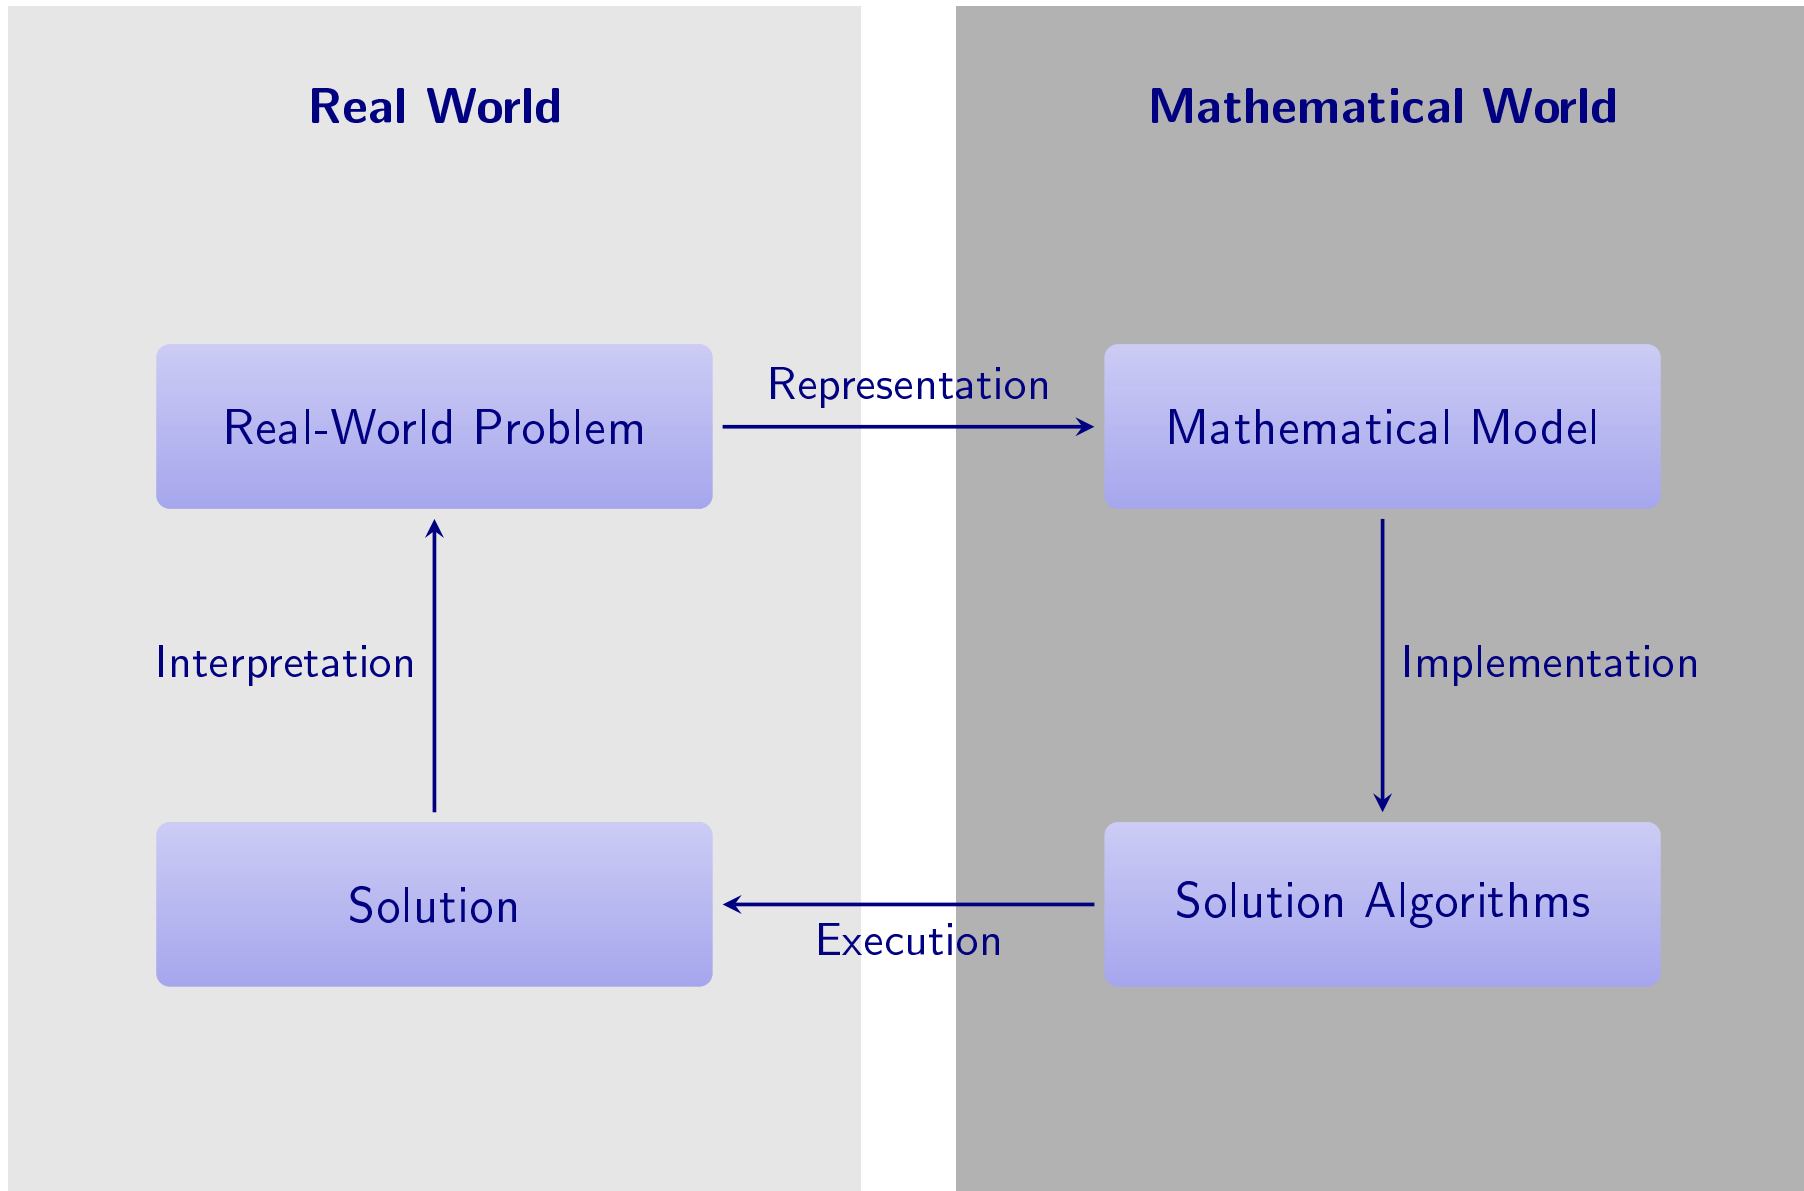 Real World
Mathematical World
Real-World Problem
Representation
Mathematical Model
Interpretation
Implementation
Solution
Execution
Solution Algorithms